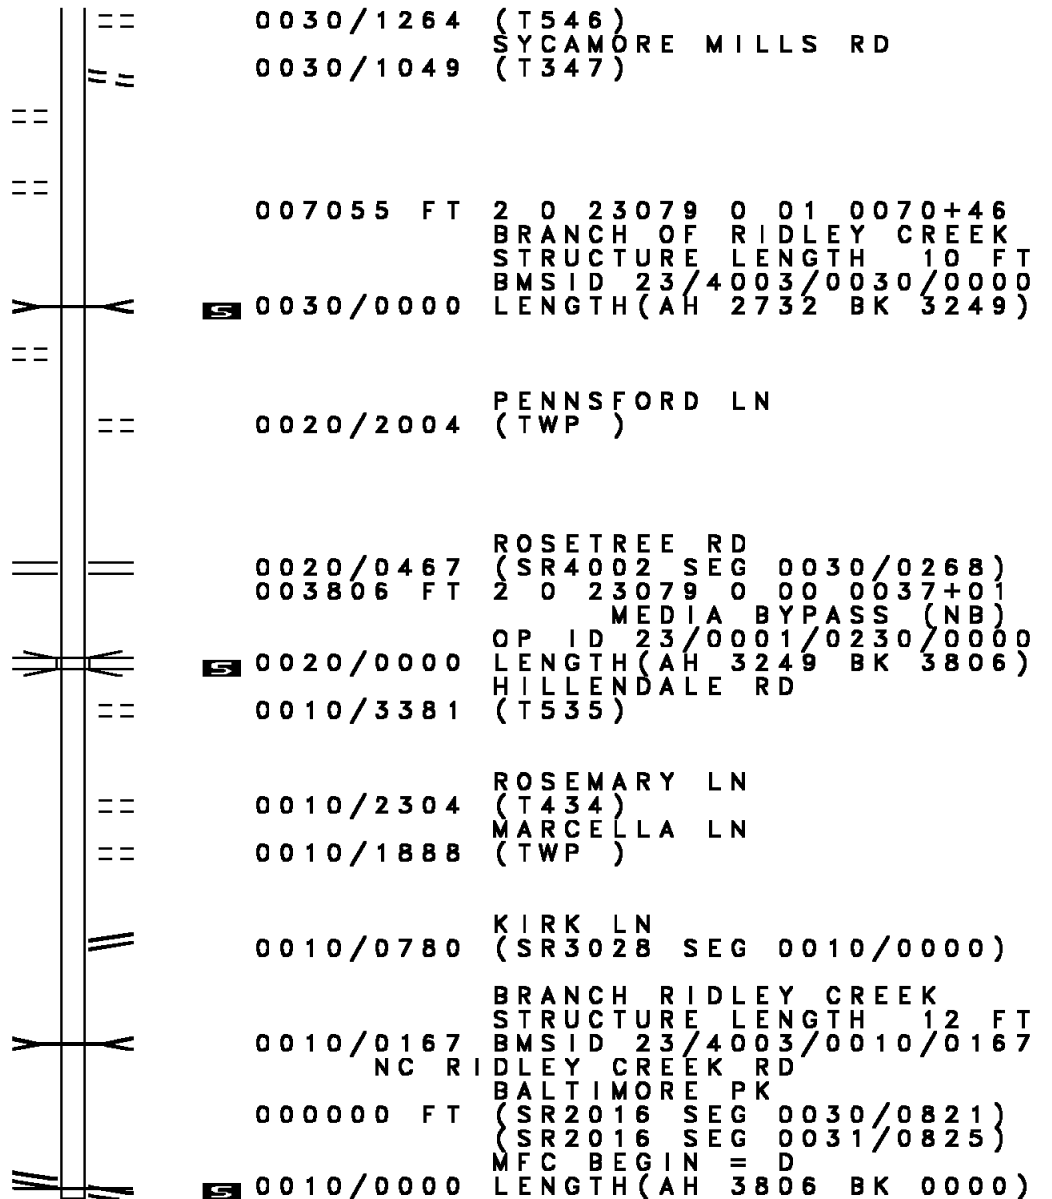 0030/1264 (T546)
SYCAMORE MILLS RD
0030/1049 (T347)
007055 FT 2 0 23079 0 01 0070+46
BRANCH OF RIDLEY CREEK
STRUCTURE LENGTH 10 FT
BMSID 23/4003/0030/0000
S 0030/0000 LENGTH(AH 2732 BK 3249)
PENNSFORD LN
0020/2004 (TWP )
ROSETREE RD
0020/0467 (SR4002 SEG 0030/0268)
003806 FT 2 0 23079 0 00 0037+01
MEDIA BYPASS (NB)
OP ID 23/0001/0230/0000
S 0020/0000 LENGTH(AH 3249 BK 3806)
HILLENDALE RD
0010/3381 (T535)
ROSEMARY LN
0010/2304 (T434)
MARCELLA LN
0010/1888 (TWP )
KIRK LN
0010/0780 (SR3028 SEG 0010/0000)
BRANCH RIDLEY CREEK
STRUCTURE LENGTH 12 FT
0010/0167 BMSID 23/4003/0010/0167
NC RIDLEY CREEK RD
BALTIMORE PK
000000 FT (SR2016 SEG 0030/0821)
(SR2016 SEG 0031/0825)
MFC BEGIN = D
S 0010/0000 LENGTH(AH 3806 BK 0000)